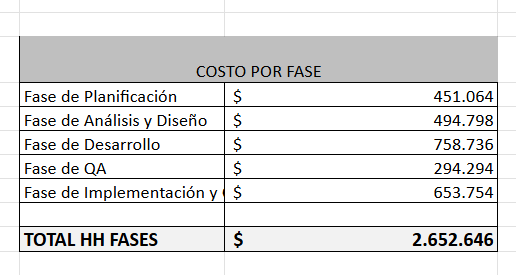 COSTO POR FASE
Fase de Planificación $ 451.064
Fase de Análisis y Diseño $ 494.798
Fase de Desarrollo $ 758.736
Fase de QA $ 294.294
Fase de Implementación y $ 653.754
TOTAL HH FASES $ 2.652.646